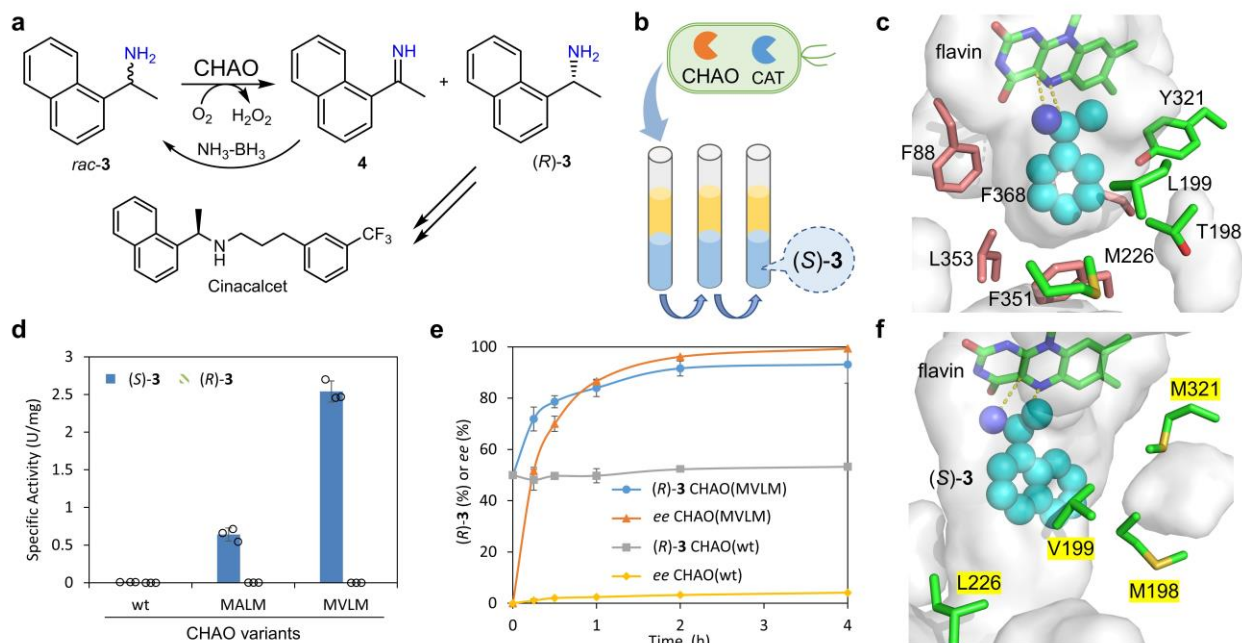 a
NH₂
CHAO
O₂
H₂O₂
NH₃-BH₃
rac-3
NH
4
+
NH₂
(R)-3
N
H
CF₃
Cinacalcet
b
CHAO
CAT
(S)-3
c
flavin
F88
F368
Y321
L199
T198
M226
L353
F351
d
Specific Activity (U/mg)
3
2.5
2
1.5
1
0.5
0
(S)-3
(R)-3
wt
MALM
MVLM
CHAO variants
e
(R)-3 (%) or ee (%)
100
80
60
40
20
0
(R)-3 CHAO(MVLM)
ee CHAO(MVLM)
(R)-3 CHAO(wt)
ee CHAO(wt)
0
1
2
3
4
Time (h)
f
flavin
M321
(S)-3
V199
M198
L226